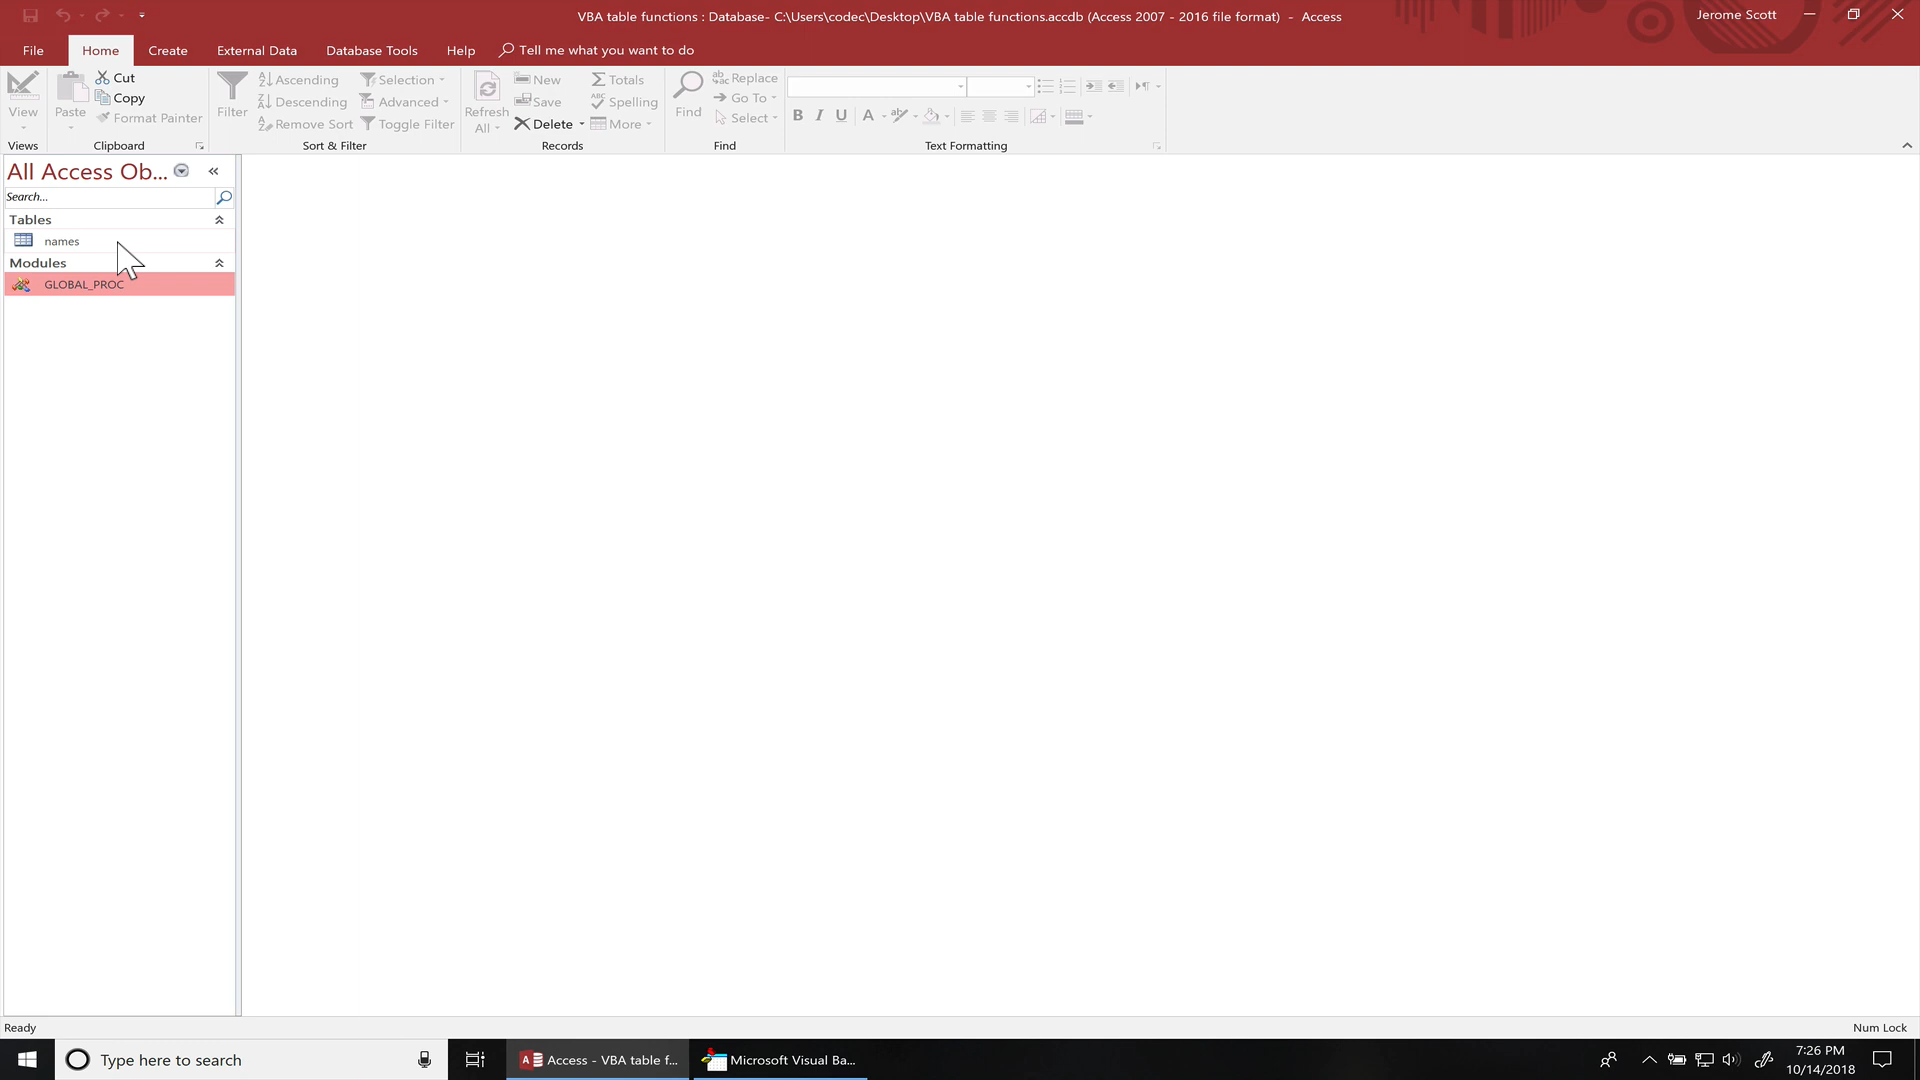 VBA table functions : Database- C:\Users\codec\Desktop\VBA table functions.accdb (Access 2007 - 2016 file format)  -  Access
Jerome Scott
File
Home
Create
External Data
Database Tools
Help
Tell me what you want to do
View
Paste
Cut
Copy
Format Painter
Filter
Ascending
Descending
Remove Sort
Selection
Advanced
Toggle Filter
Refresh
All
New
Save
Delete
Totals
Spelling
More
Find
Replace
Go To
Select
B I U A
Views
Clipboard
Sort & Filter
Records
Find
Text Formatting
All Access Ob...
Search...
Tables
names
Modules
GLOBAL_PROC
Ready
Num Lock
Type here to search
Access - VBA table f...
Microsoft Visual Ba...
7:26 PM
10/14/2018